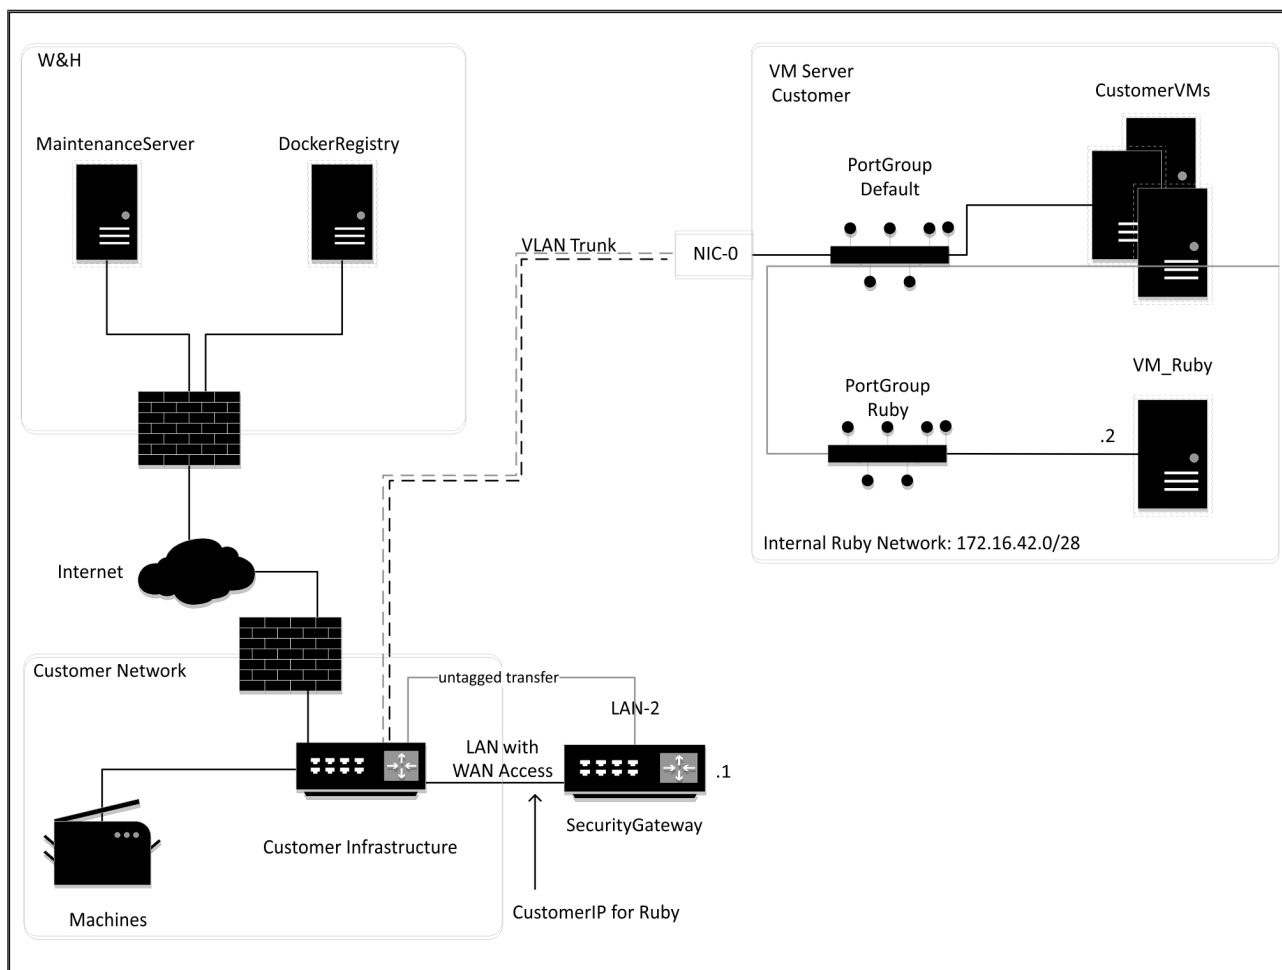 W&H
MaintenanceServer
DockerRegistry
VM Server
Customer
CustomerVMs
PortGroup
Default
VLAN Trunk
NIC-0
PortGroup
Ruby
VM_Ruby
.2
Internal Ruby Network: 172.16.42.0/28
Internet
Customer Network
untagged transfer
LAN-2
LAN with
WAN Access
.1
SecurityGateway
Customer Infrastructure
CustomerIP for Ruby
Machines